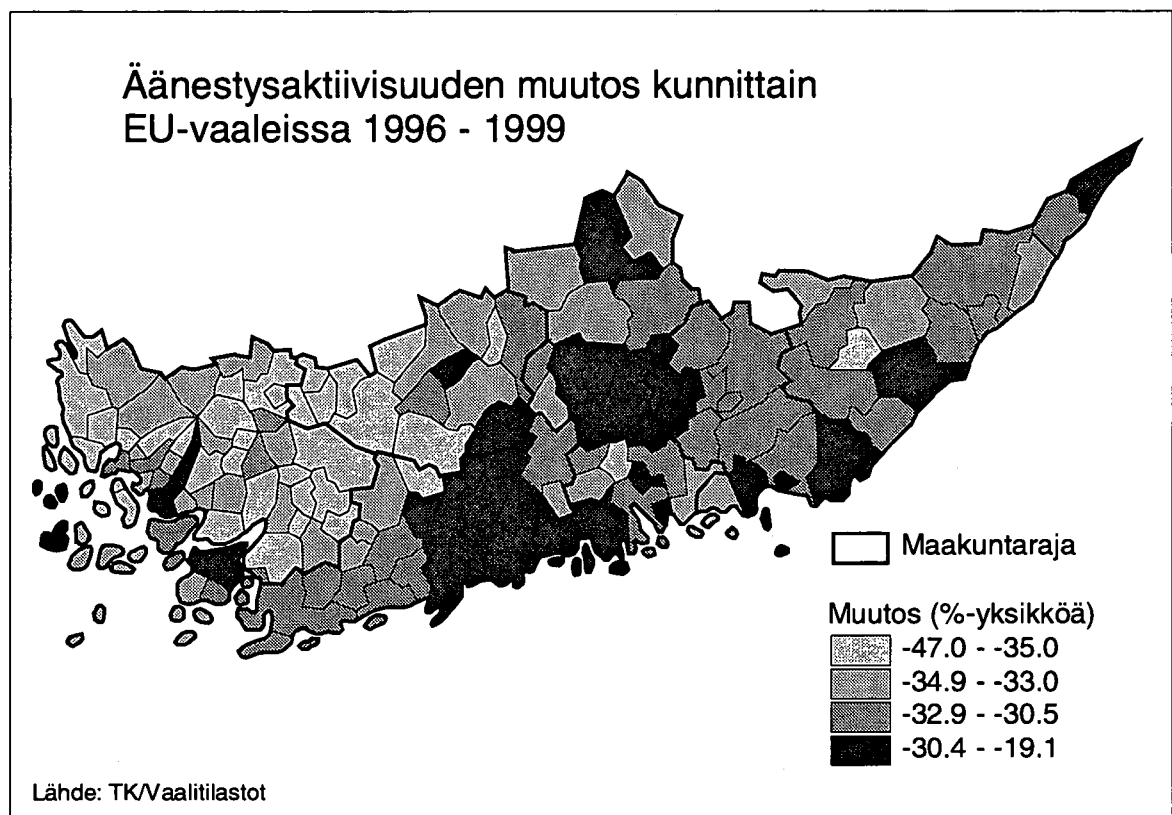 Äänestysaktiivisuuden muutos kunnittain
EU-vaaleissa 1996 - 1999
Maakuntaraja
Muutos (%-yksikköä)
-47.0 - -35.0
-34.9 - -33.0
-32.9 - -30.5
-30.4 - -19.1
Lähde: TK/Vaalitilastot